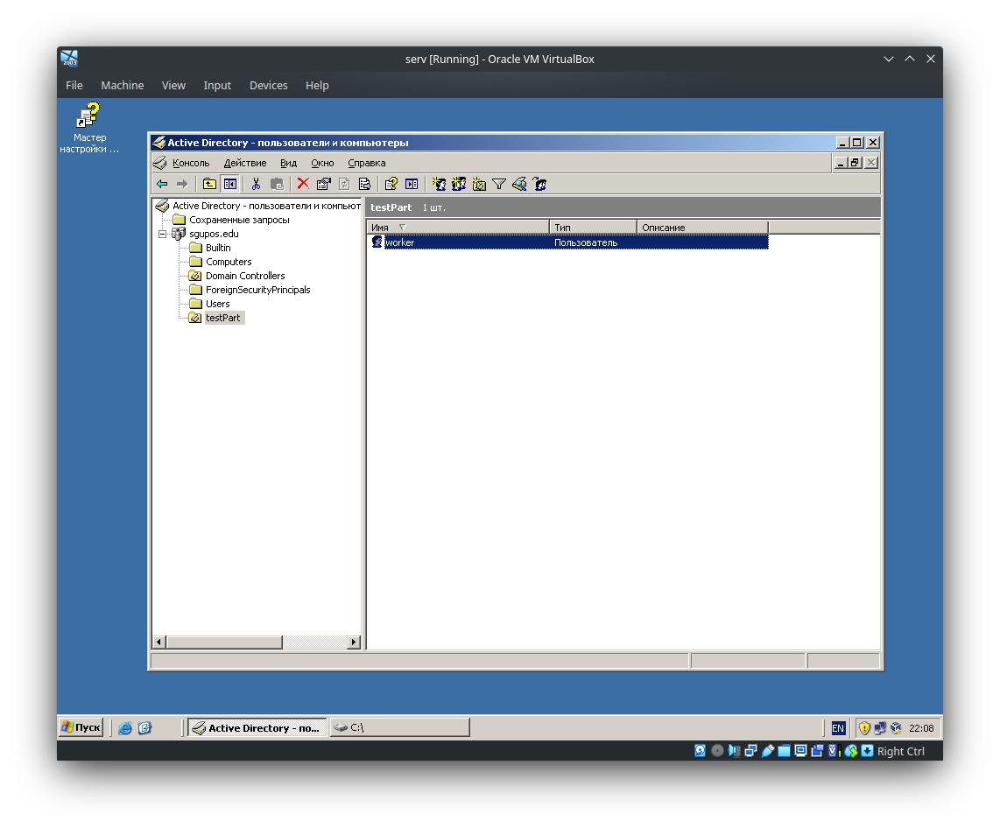 2003
serv [Running] - Oracle VM VirtualBox
File Machine View Input Devices Help
Мастер
настройки ...
Active Directory - пользователи и компьютеры
Консоль Действие Вид Окно Справка
Active Directory - пользователи и компьют
Сохраненные запросы
sgupos.edu
Builtin
Computers
Domain Controllers
ForeignSecurityPrincipals
Users
testPart
testPart 1 шт.
Имя Тип Описание
worker Пользователь
Пуск
Active Directory - по...
C:\
EN
22:08
Right Ctrl